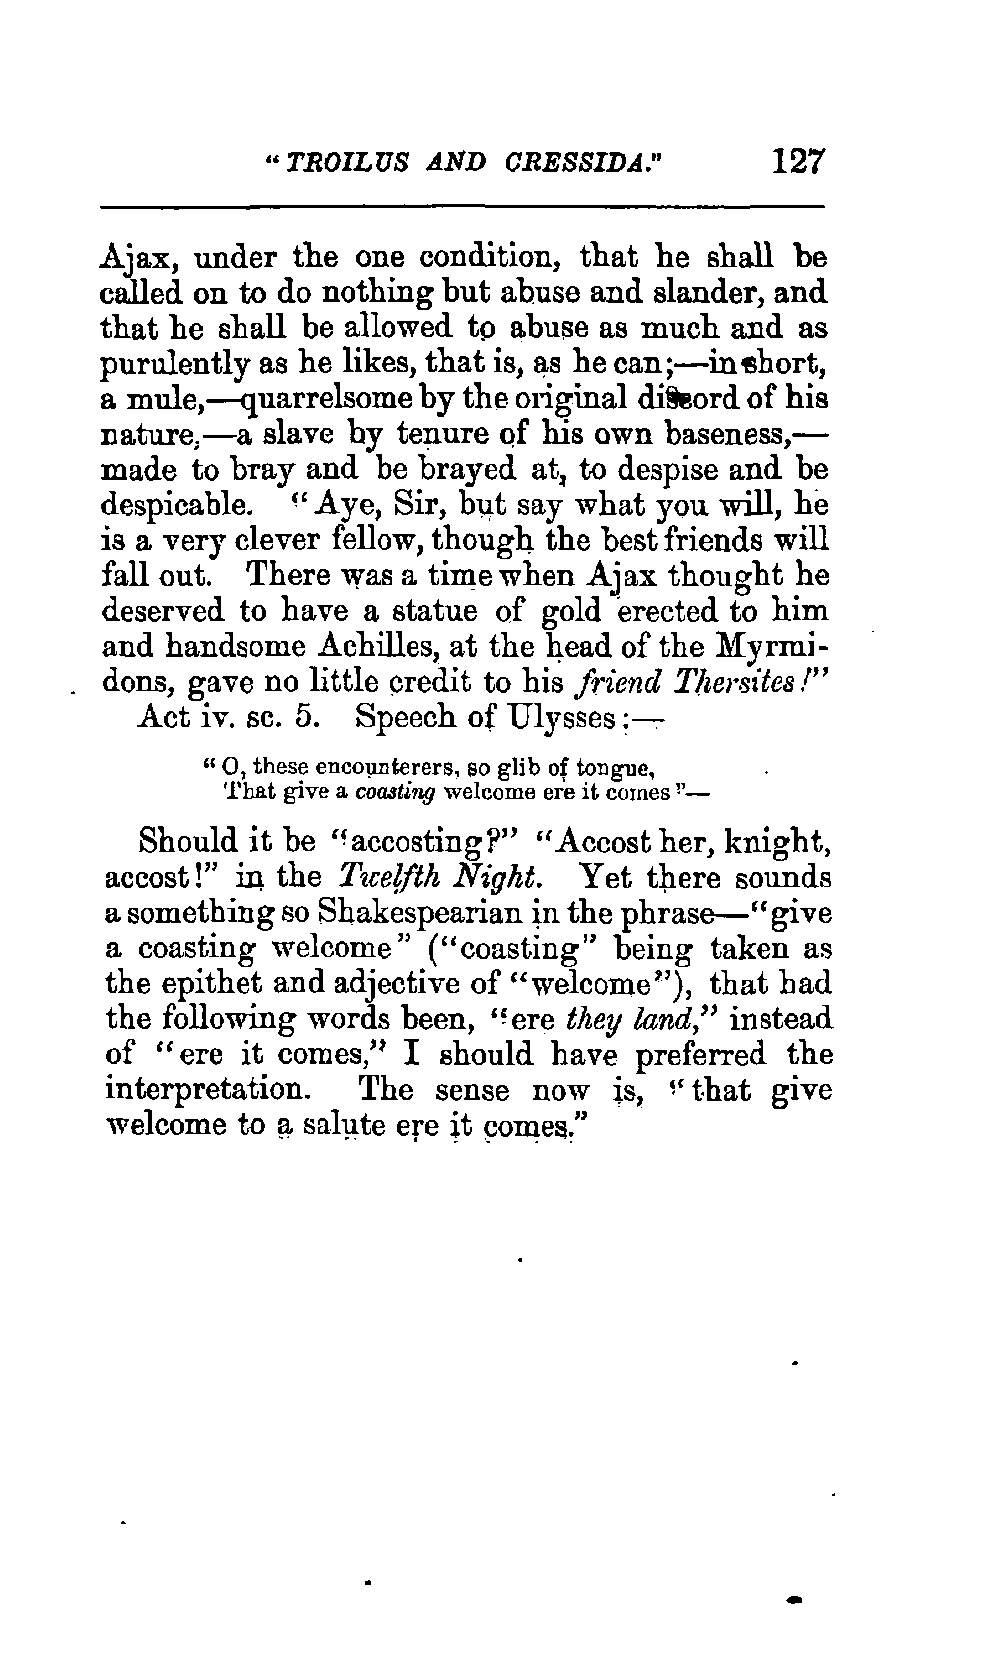 "TROILUS AND CRESSIDA." 127
Ajax, under the one condition, that he shall be
called on to do nothing but abuse and slander, and
that he shall be allowed to abuse as much and as
purulently as he likes, that is, as he can;—in short,
a mule,—quarrelsome by the original discord of his
nature,—a slave by tenure of his own baseness,—
made to bray and be brayed at, to despise and be
despicable. "Aye, Sir, but say what you will, he
is a very clever fellow, though the best friends will
fall out. There was a time when Ajax thought he
deserved to have a statue of gold erected to him
and handsome Achilles, at the head of the Myrmi-
dons, gave no little credit to his friend Thersites!"
Act iv. sc. 5. Speech of Ulysses:—
"O, these encounterers, so glib of tongue,
That give a coasting welcome ere it comes"—
Should it be "accosting?" "Accost her, knight,
accost!" in the Twelfth Night. Yet there sounds
a something so Shakespearian in the phrase—"give
a coasting welcome" ("coasting" being taken as
the epithet and adjective of "welcome"), that had
the following words been, "ere they land," instead
of "ere it comes," I should have preferred the
interpretation. The sense now is, "that give
welcome to a salute ere it comes."